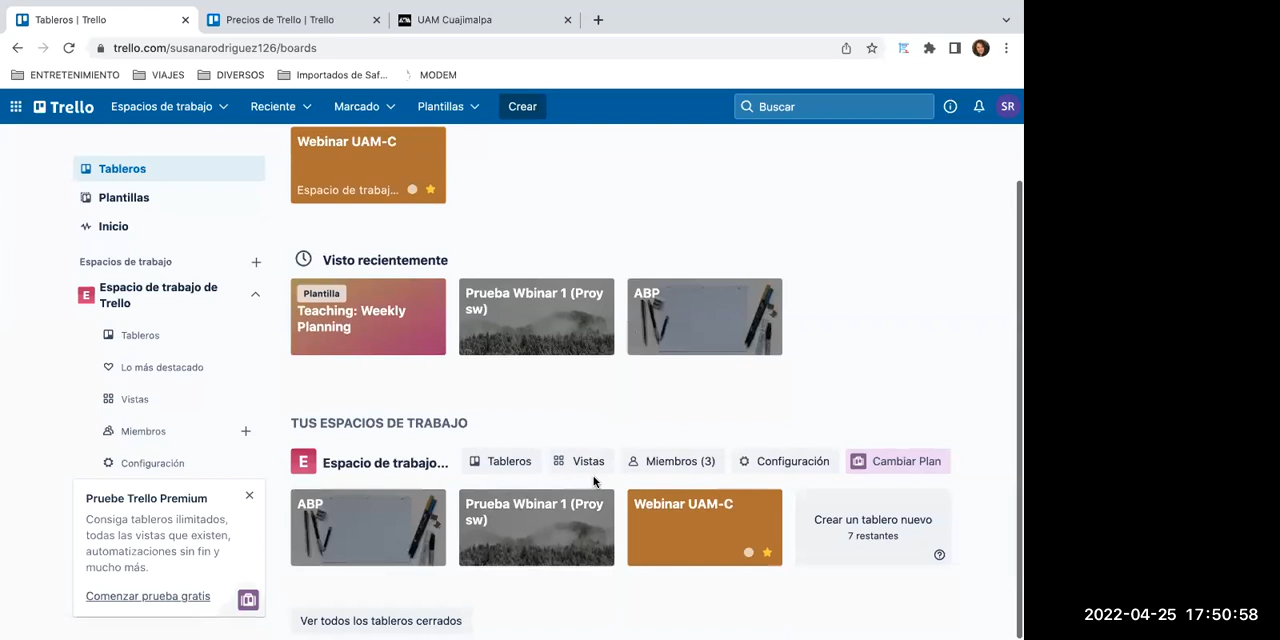 Tableros | Trello
Precios de Trello | Trello
UAM Cuajimalpa
trello.com/susanarodriguez126/boards
ENTRETENIMIENTO
VIAJES
DIVERSOS
Importados de Saf...
MODEM
Trello
Espacios de trabajo
Reciente
Marcado
Plantillas
Crear
Buscar
SR
Tableros
Plantillas
Inicio
Espacios de trabajo
E
Espacio de trabajo de
Trello
Tableros
Lo más destacado
Vistas
Miembros
Configuración
Pruebe Trello Premium
Consiga tableros ilimitados,
todas las vistas que existen,
automatizaciones sin fin y
mucho más.
Comenzar prueba gratis
Webinar UAM-C
Espacio de trabaj...
Visto recientemente
Plantilla
Teaching: Weekly
Planning
Prueba Wbinar 1 (Proy
sw)
ABP
TUS ESPACIOS DE TRABAJO
E
Espacio de trabajo...
Tableros
Vistas
Miembros (3)
Configuración
Cambiar Plan
ABP
Prueba Wbinar 1 (Proy
sw)
Webinar UAM-C
Crear un tablero nuevo
7 restantes
Ver todos los tableros cerrados
2022-04-25 17:50:58